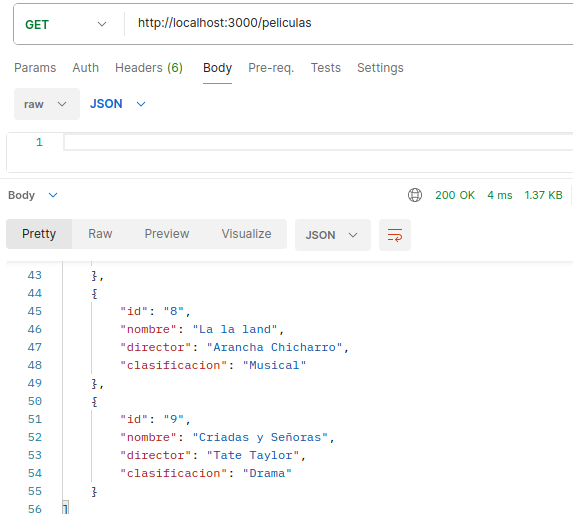 GET http://localhost:3000/peliculas
Params Auth Headers (6) Body Pre-req. Tests Settings
raw JSON
1
Body 200 OK 4 ms 1.37 KB
Pretty Raw Preview Visualize JSON
43 },
44 {
45 "id": "8",
46 "nombre": "La la land",
47 "director": "Arancha Chicharro",
48 "clasificacion": "Musical"
49 },
50 {
51 "id": "9",
52 "nombre": "Criadas y Señoras",
53 "director": "Tate Taylor",
54 "clasificacion": "Drama"
55 }
56 ]